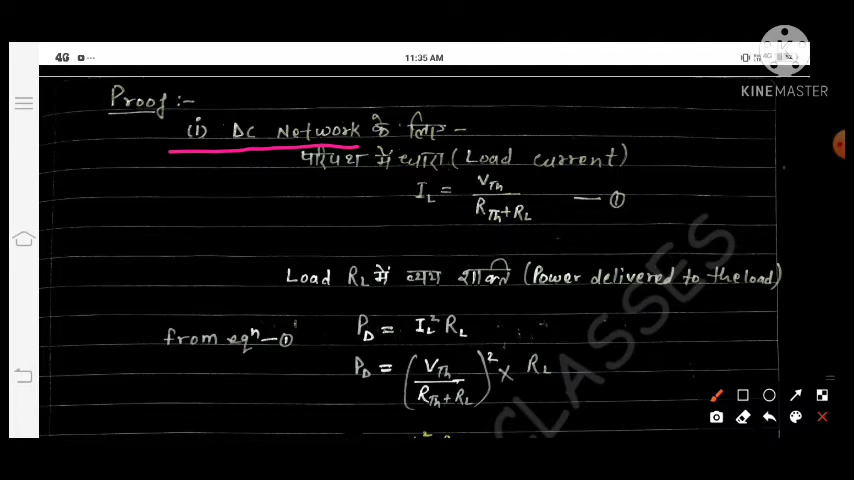 4G
11:35 AM
KINEMASTER
Proof :-
(i) DC Network के लिए -
परिपथ में धारा (Load current)
I_L = V_Th / (R_Th + R_L) — ①
Load R_L में व्यय शक्ति (Power delivered to the load)
P_D = I_L² R_L
from eqⁿ — ①
P_D = (V_Th / (R_Th + R_L))² × R_L
CLASSES